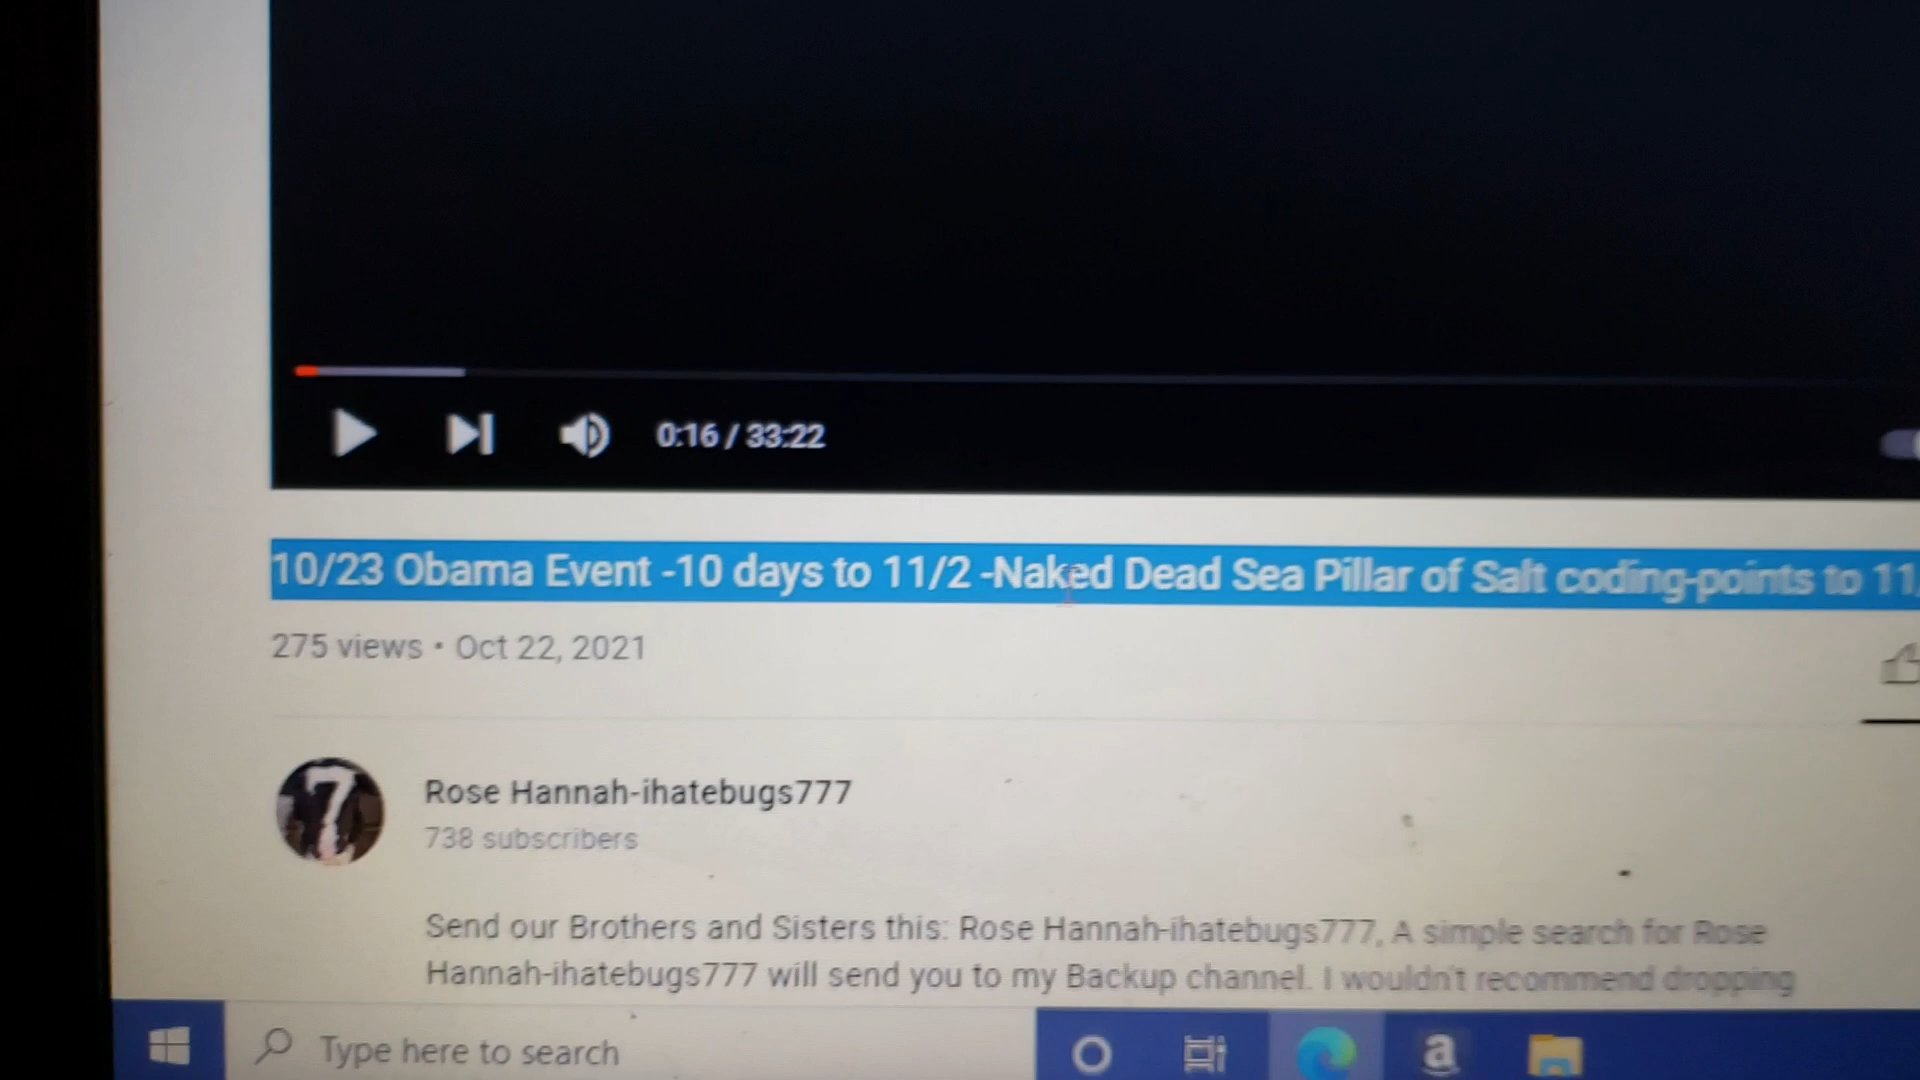 0:16 / 33:22
10/23 Obama Event -10 days to 11/2 -Naked Dead Sea Pillar of Salt coding-points to 11/
275 views • Oct 22, 2021
7
Rose Hannah-ihatebugs777
738 subscribers
Send our Brothers and Sisters this: Rose Hannah-ihatebugs777, A simple search for Rose
Hannah-ihatebugs777 will send you to my Backup channel. I wouldn't recommend dropping
Type here to search
a